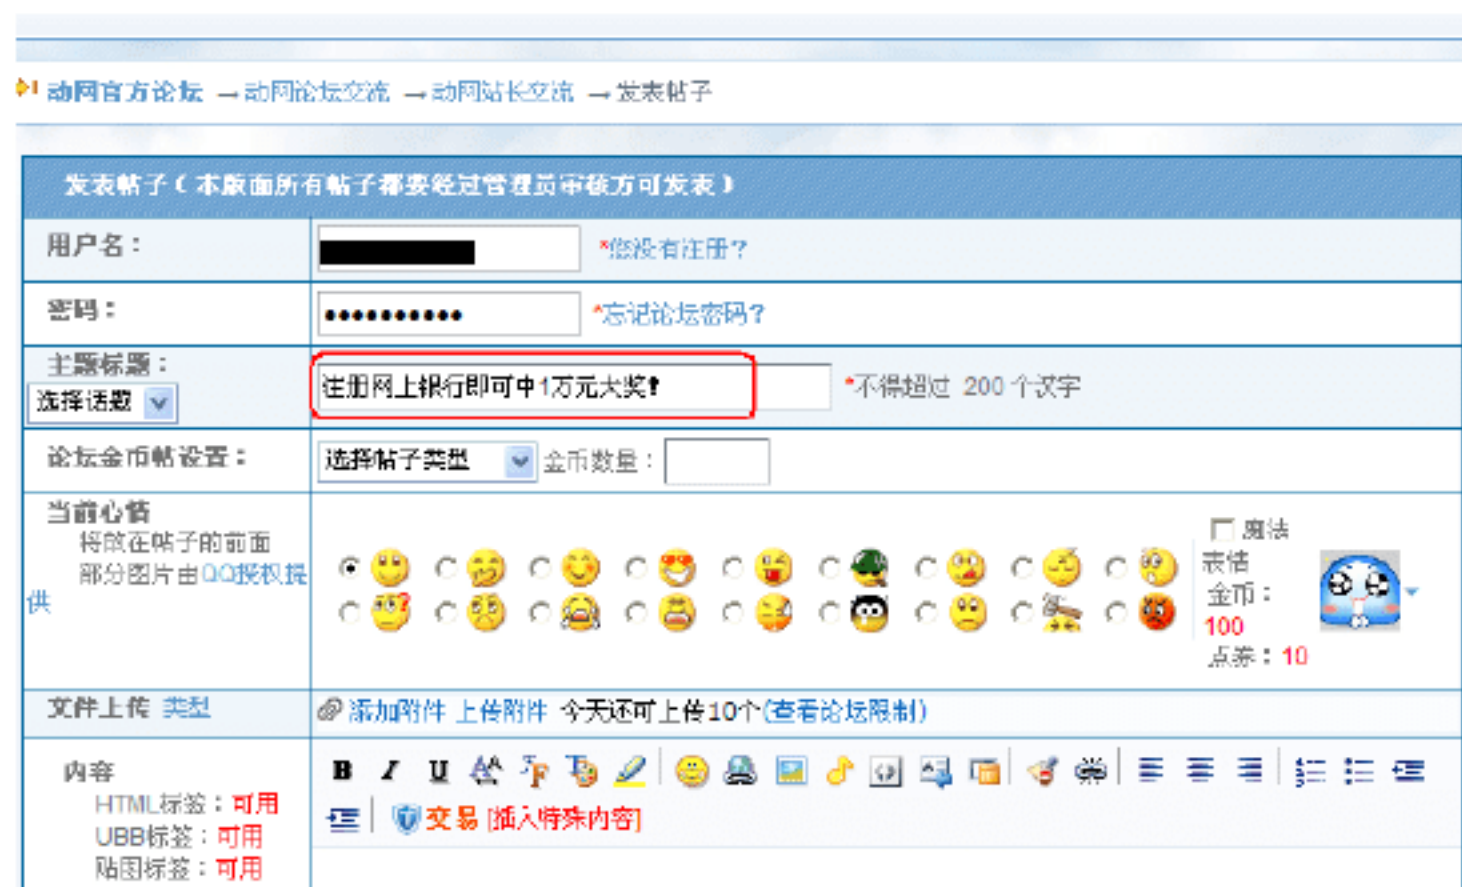 动网官方论坛 →动网论坛交流 →动网站长交流 →发表帖子
发表帖子(本版面所有帖子都要经过管理员审核方可发表)
用户名：
*您没有注册?
密码：
●●●●●●●●●●
*忘记论坛密码?
主题标题：
选择话题
注册网上银行即可中1万元大奖!
*不得超过 200 个汉字
论坛金币帖设置：
选择帖子类型
金币数量：
当前心情
将放在帖子的前面
部分图片由QQ授权提
供
魔法
表情
金币：
100
点券：10
文件上传 类型
添加附件 上传附件 今天还可上传10个(查看论坛限制)
内容
HTML标签：可用
UBB标签：可用
贴图标签：可用
B I U
交易 [插入特殊内容]